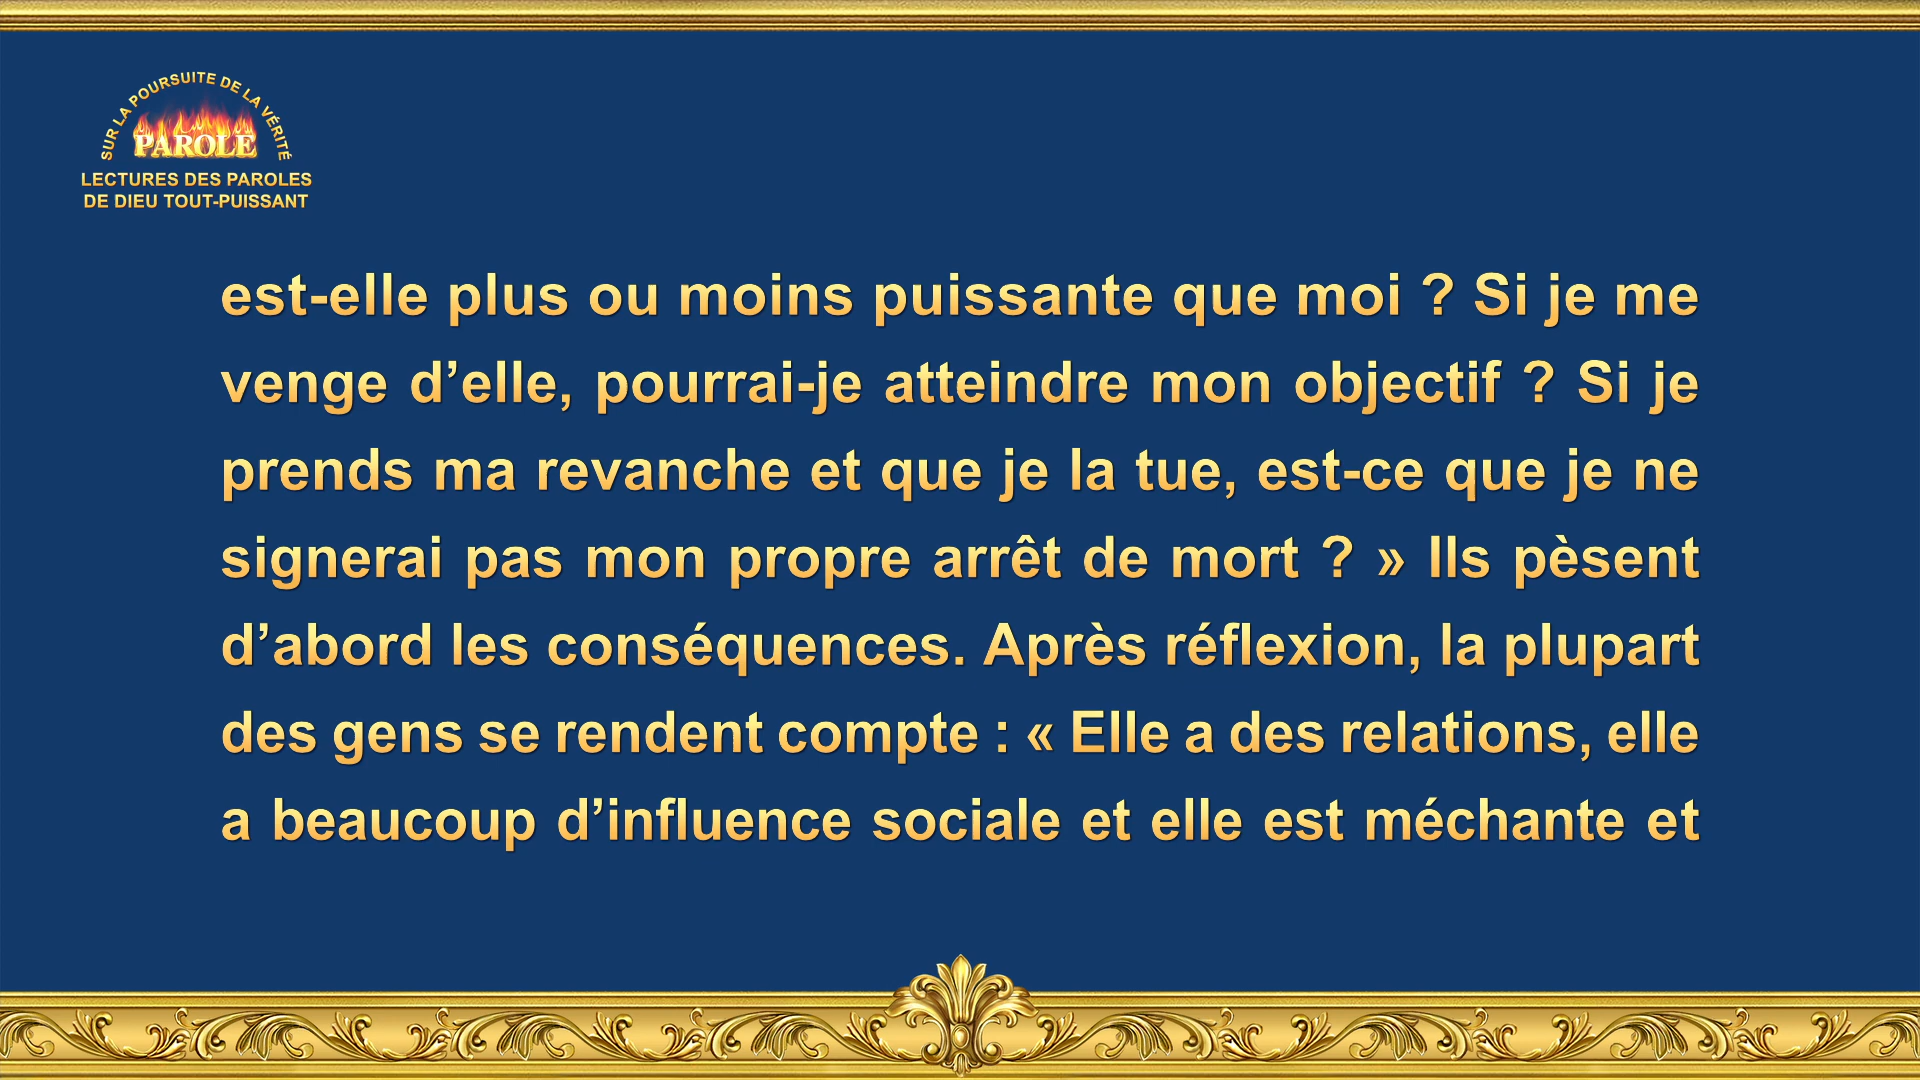 SUR LA POURSUITE DE LA VÉRITÉ
PAROLE
LECTURES DES PAROLES
DE DIEU TOUT-PUISSANT
est-elle plus ou moins puissante que moi ? Si je me
venge d’elle, pourrai-je atteindre mon objectif ? Si je
prends ma revanche et que je la tue, est-ce que je ne
signerai pas mon propre arrêt de mort ? » Ils pèsent
d’abord les conséquences. Après réflexion, la plupart
des gens se rendent compte : « Elle a des relations, elle
a beaucoup d’influence sociale et elle est méchante et